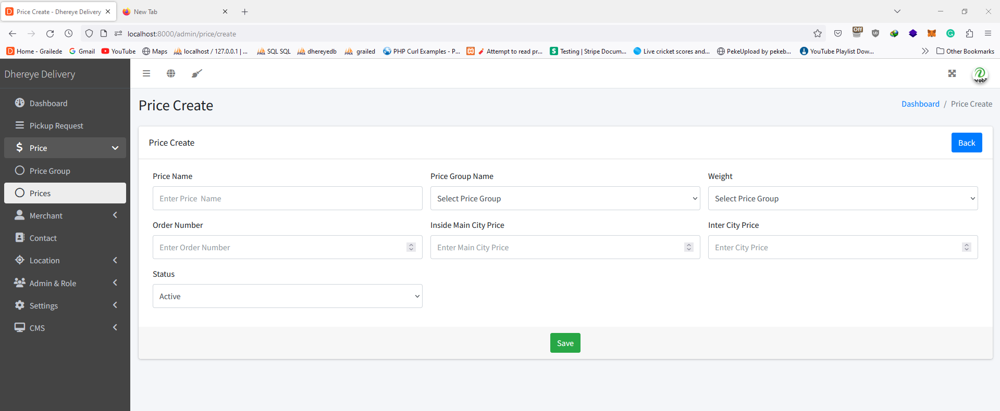 Price Create - Dhereye Delivery
New Tab
localhost:8000/admin/price/create
Off
Home - Grailede
Gmail
YouTube
Maps
localhost / 127.0.0.1 | ...
SQL SQL
dhereyedb
grailed
PHP Curl Examples - P...
Attempt to read pr...
Testing | Stripe Docum...
Live cricket scores and...
PekeUpload by pekeb...
YouTube Playlist Dow...
Other Bookmarks
Dhereye Delivery
Dashboard
Pickup Request
Price
Price Group
Prices
Merchant
Contact
Location
Admin & Role
Settings
CMS
Price Create
Dashboard / Price Create
Price Create
Back
Price Name
Price Group Name
Weight
Enter Price Name
Select Price Group
Select Price Group
Order Number
Inside Main City Price
Inter City Price
Enter Order Number
Enter Main City Price
Enter City Price
Status
Active
Save